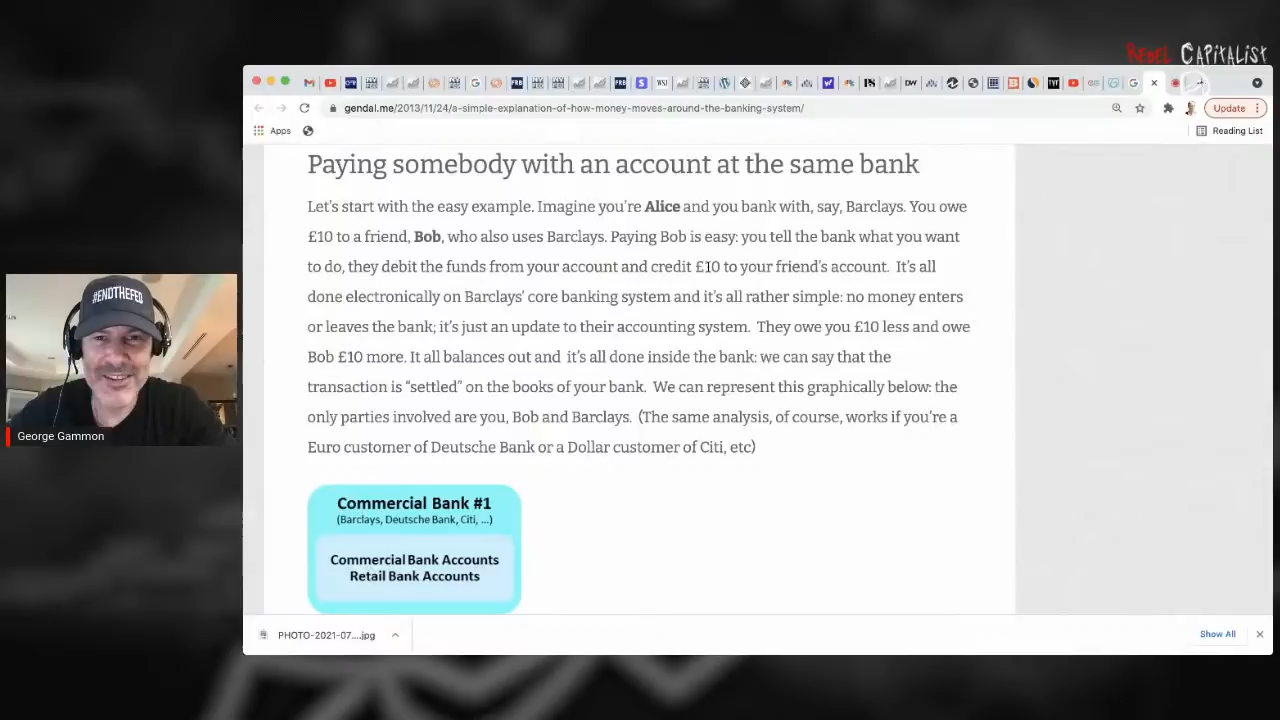 REBEL CAPITALIST
gendal.me/2013/11/24/a-simple-explanation-of-how-money-moves-around-the-banking-system/
Update
Apps
Reading List
Paying somebody with an account at the same bank
Let's start with the easy example. Imagine you're Alice and you bank with, say, Barclays. You owe
£10 to a friend, Bob, who also uses Barclays. Paying Bob is easy: you tell the bank what you want
to do, they debit the funds from your account and credit £10 to your friend's account. It's all
done electronically on Barclays' core banking system and it's all rather simple: no money enters
or leaves the bank; it's just an update to their accounting system. They owe you £10 less and owe
Bob £10 more. It all balances out and it's all done inside the bank: we can say that the
transaction is “settled” on the books of your bank. We can represent this graphically below: the
only parties involved are you, Bob and Barclays. (The same analysis, of course, works if you're a
Euro customer of Deutsche Bank or a Dollar customer of Citi, etc)
#ENDTHEFED
George Gammon
Commercial Bank #1
(Barclays, Deutsche Bank, Citi, ...)
Commercial Bank Accounts
Retail Bank Accounts
PHOTO-2021-07....jpg
Show All